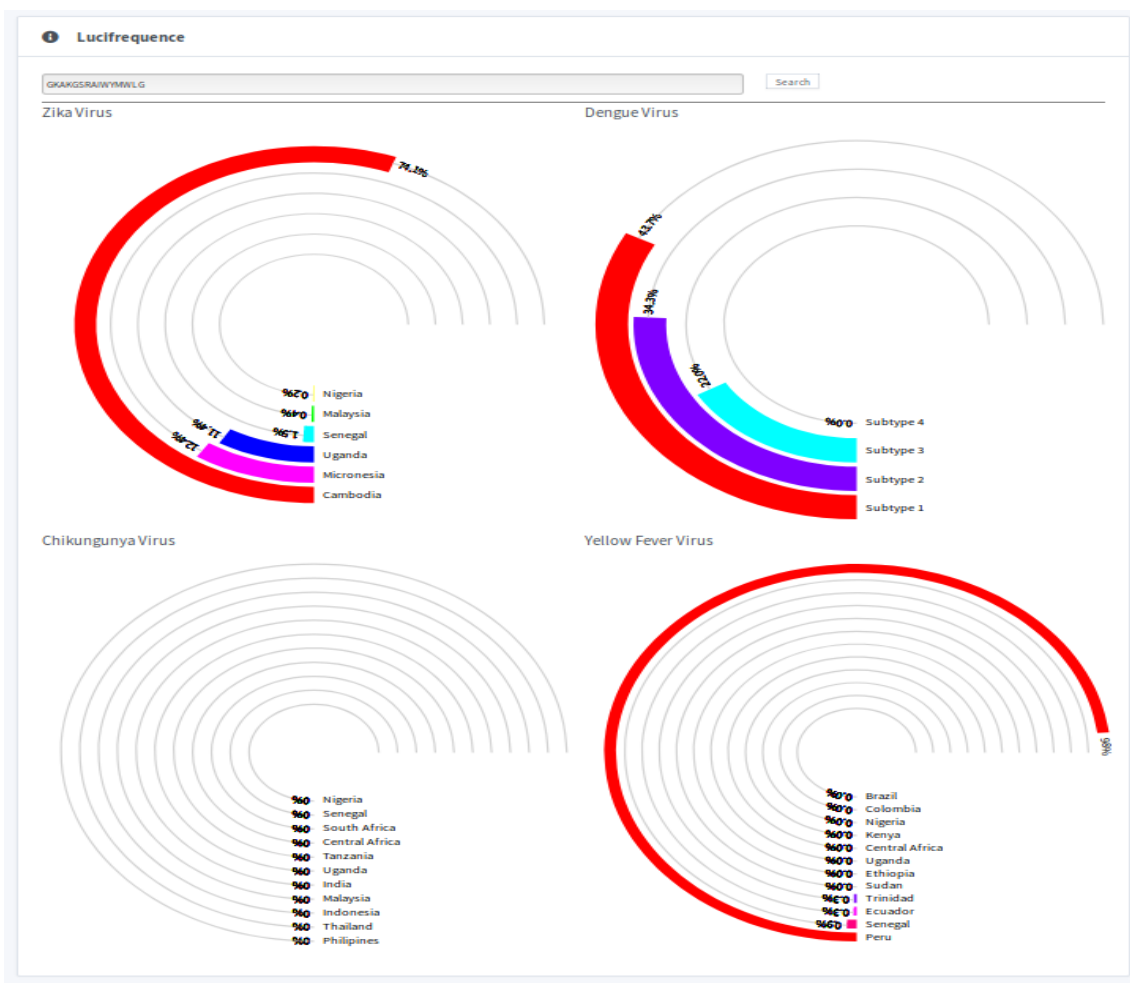 Lucifrequence
GKAKGSRAIWYMWLG
Search
Zika Virus
74.1%
0.2% Nigeria
0.4% Malaysia
1.9% Senegal
11.4% Uganda
12.4% Micronesia
Cambodia
Dengue Virus
43.7%
34.3%
22.0%
0.0% Subtype 4
Subtype 3
Subtype 2
Subtype 1
Chikungunya Virus
0% Nigeria
0% Senegal
0% South Africa
0% Central Africa
0% Tanzania
0% Uganda
0% India
0% Malaysia
0% Indonesia
0% Thailand
0% Philipines
Yellow Fever Virus
98%
0.0% Brazil
0.0% Colombia
0.0% Nigeria
0.0% Kenya
0.0% Central Africa
0.0% Uganda
0.0% Ethiopia
0.0% Sudan
0.3% Trinidad
0.3% Ecuador
0.9% Senegal
Peru